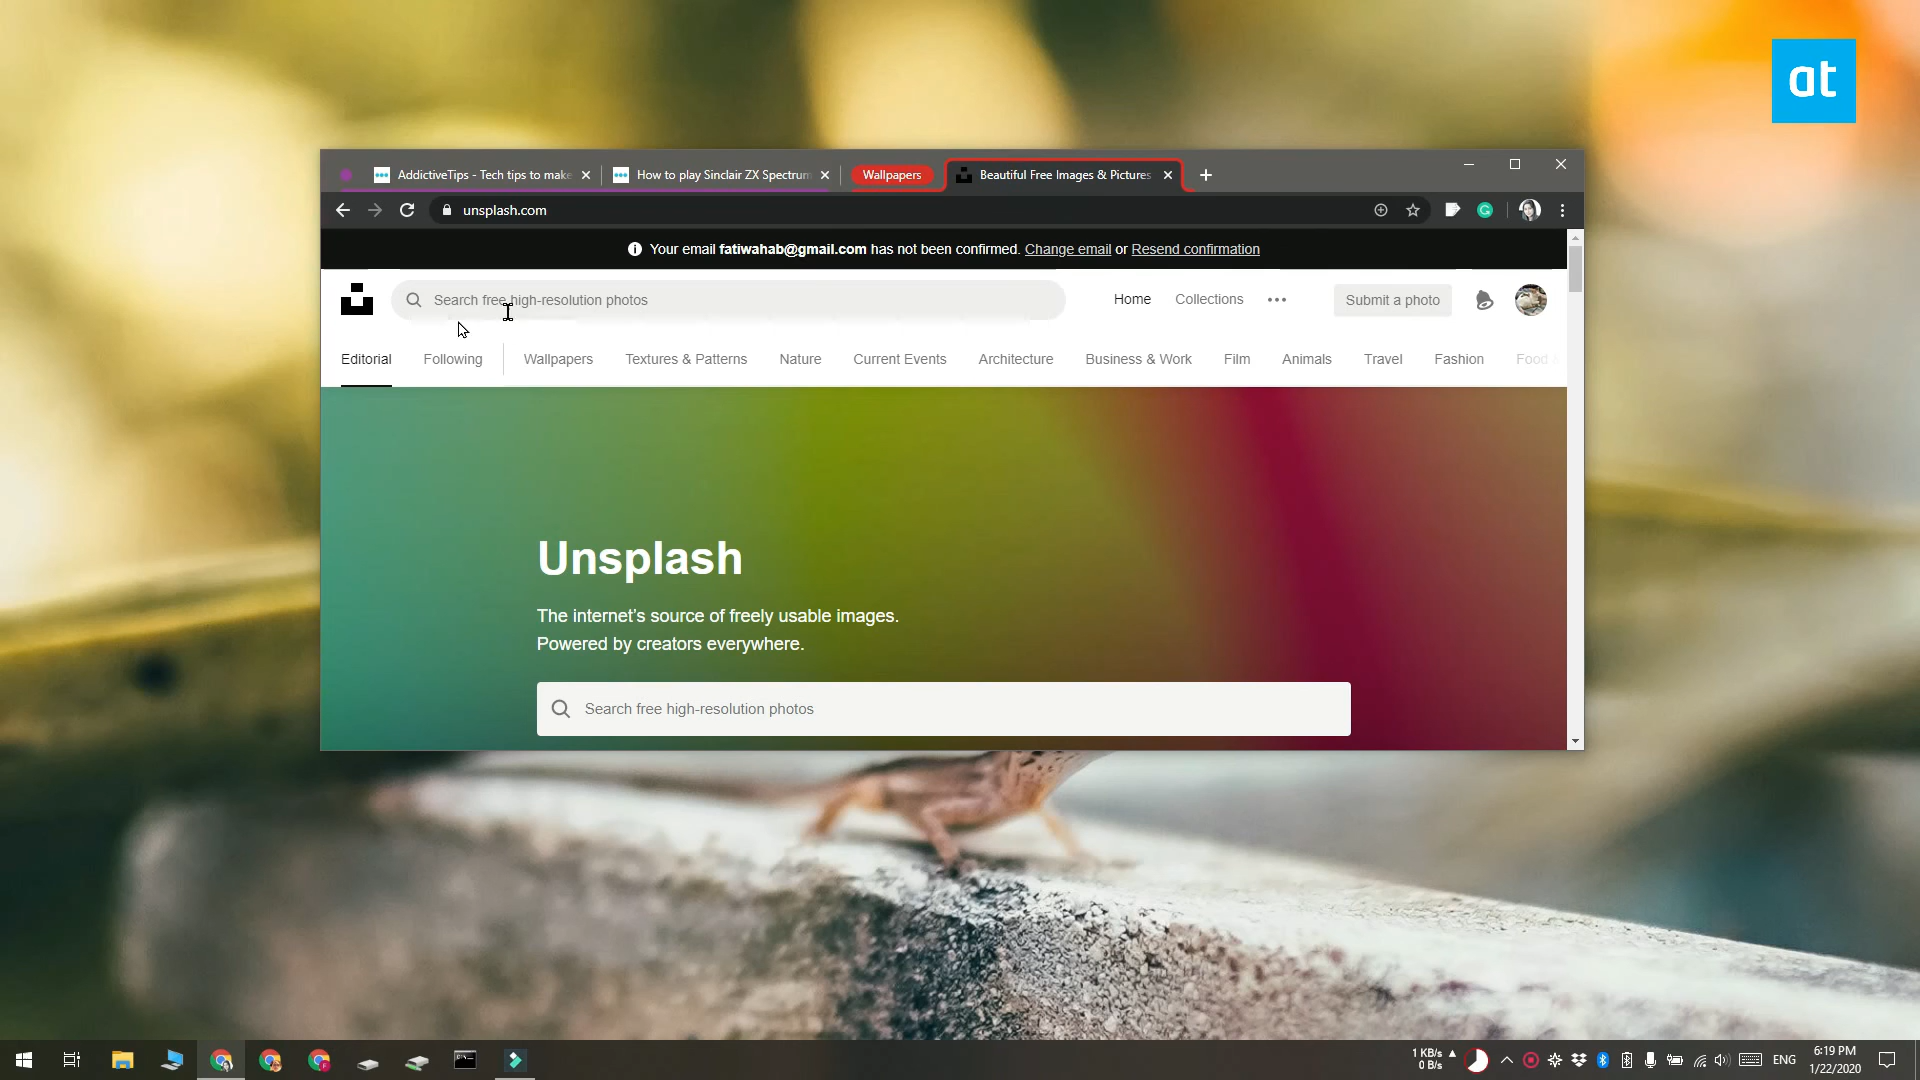 at
AddictiveTips - Tech tips to make
How to play Sinclair ZX Spectrum
Wallpapers
Beautiful Free Images & Pictures
unsplash.com
Your email fatiwahab@gmail.com has not been confirmed. Change email or Resend confirmation
Search free high-resolution photos
Home
Collections
Submit a photo
Editorial
Following
Wallpapers
Textures & Patterns
Nature
Current Events
Architecture
Business & Work
Film
Animals
Travel
Fashion
Food
Unsplash
The internet's source of freely usable images.
Powered by creators everywhere.
Search free high-resolution photos
1 KB/s
0 B/s
ENG
6:19 PM
1/22/2020